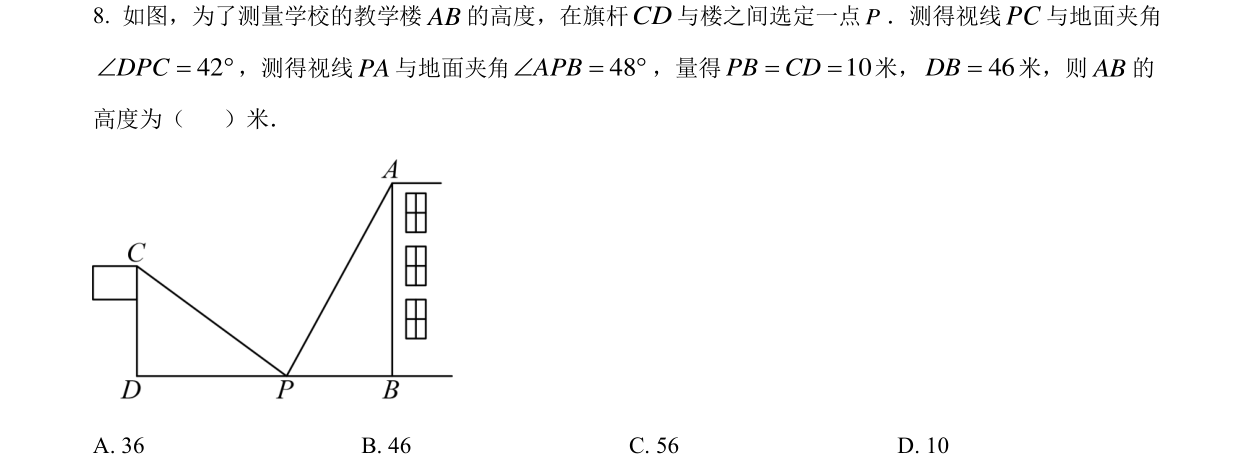 8. 如图，为了测量学校的教学楼 AB 的高度，在旗杆 CD 与楼之间选定一点 P．测得视线 PC 与地面夹角
∠DPC = 42°，测得视线 PA 与地面夹角 ∠APB = 48°，量得 PB = CD = 10 米， DB = 46 米，则 AB 的
高度为（　　）米．
A
C
D P B
A. 36 B. 46 C. 56 D. 10